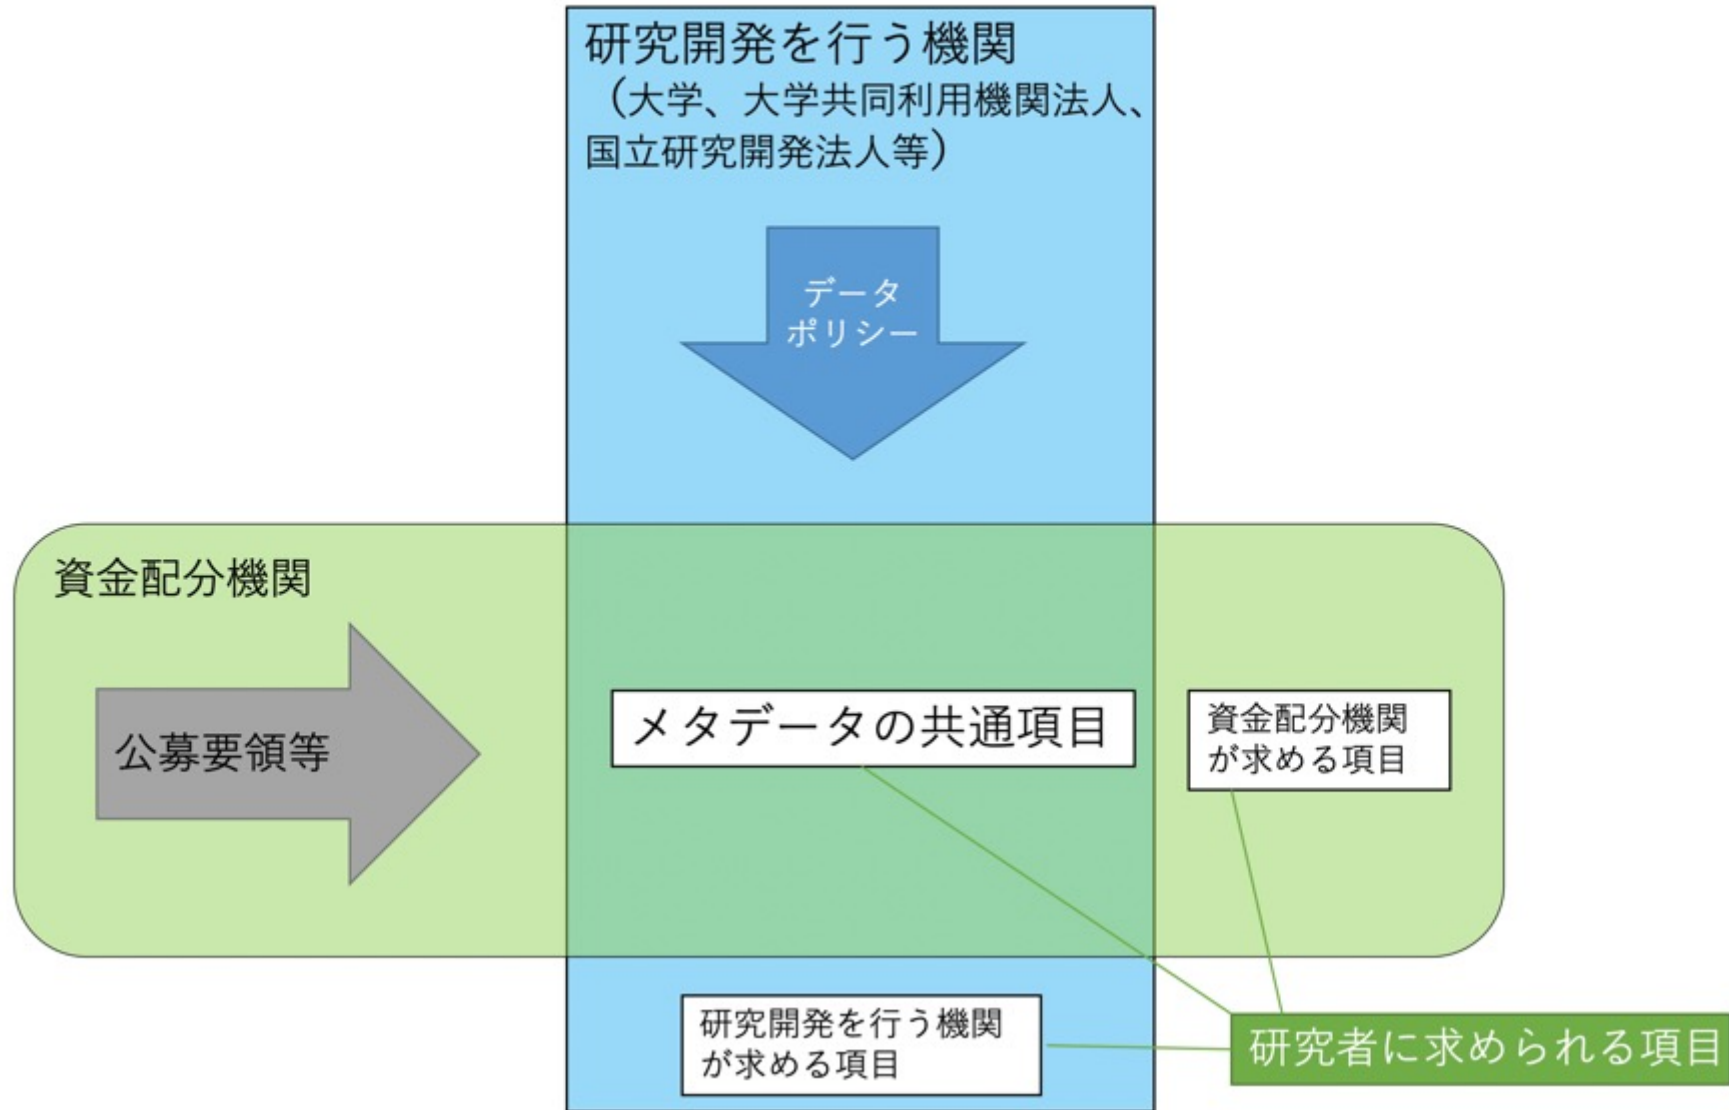 研究開発を行う機関
（大学、大学共同利用機関法人、
国立研究開発法人等）
データ
ポリシー
資金配分機関
公募要領等
メタデータの共通項目
資金配分機関
が求める項目
研究開発を行う機関
が求める項目
研究者に求められる項目